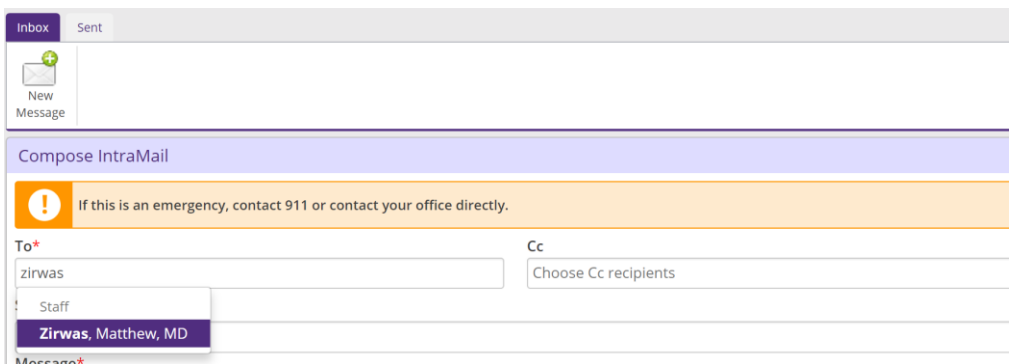 Inbox Sent
New
Message
Compose IntraMail
If this is an emergency, contact 911 or contact your office directly.
To* Cc
zirwas Choose Cc recipients
Staff
Zirwas, Matthew, MD
Message*